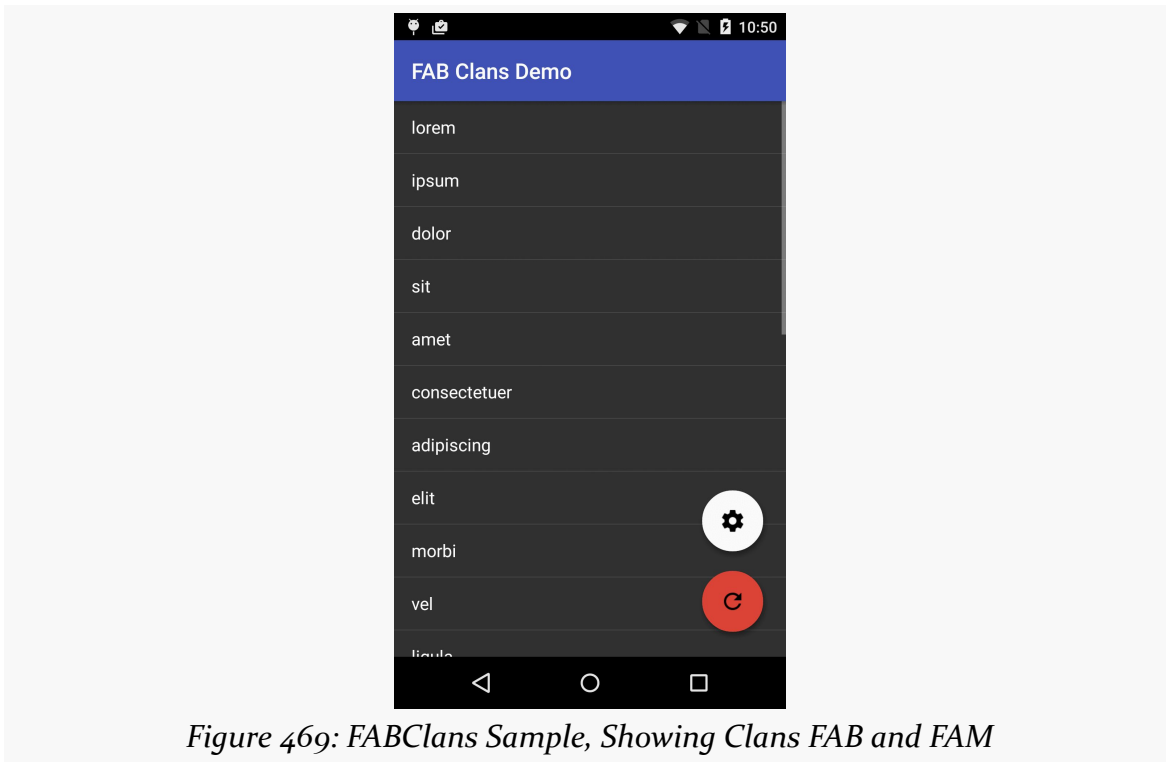 10:50
FAB Clans Demo
lorem
ipsum
dolor
sit
amet
consectetuer
adipiscing
elit
morbi
vel
ligula
Figure 469: FABClans Sample, Showing Clans FAB and FAM